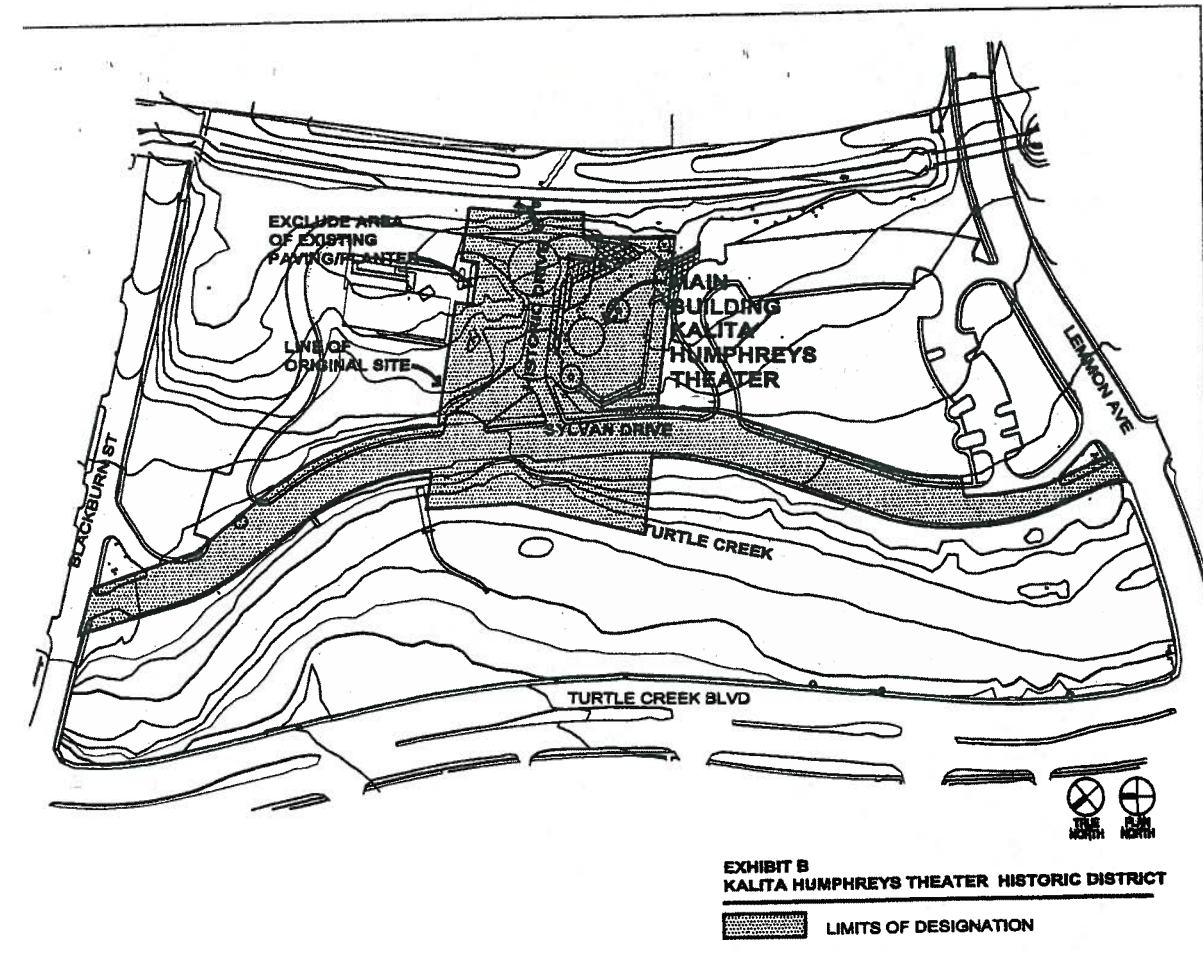 EXCLUDE AREA
OF EXISTING
PAVING/PLANTER
HISTORIC DRIVE
MAIN
BUILDING
KALITA
HUMPHREYS
THEATER
LINE OF
ORIGINAL SITE
LEMMON AVE
SYLVAN DRIVE
BLACKBURN ST
TURTLE CREEK
TURTLE CREEK BLVD
TRUE
NORTH
PLAN
NORTH
EXHIBIT B
KALITA HUMPHREYS THEATER HISTORIC DISTRICT
LIMITS OF DESIGNATION